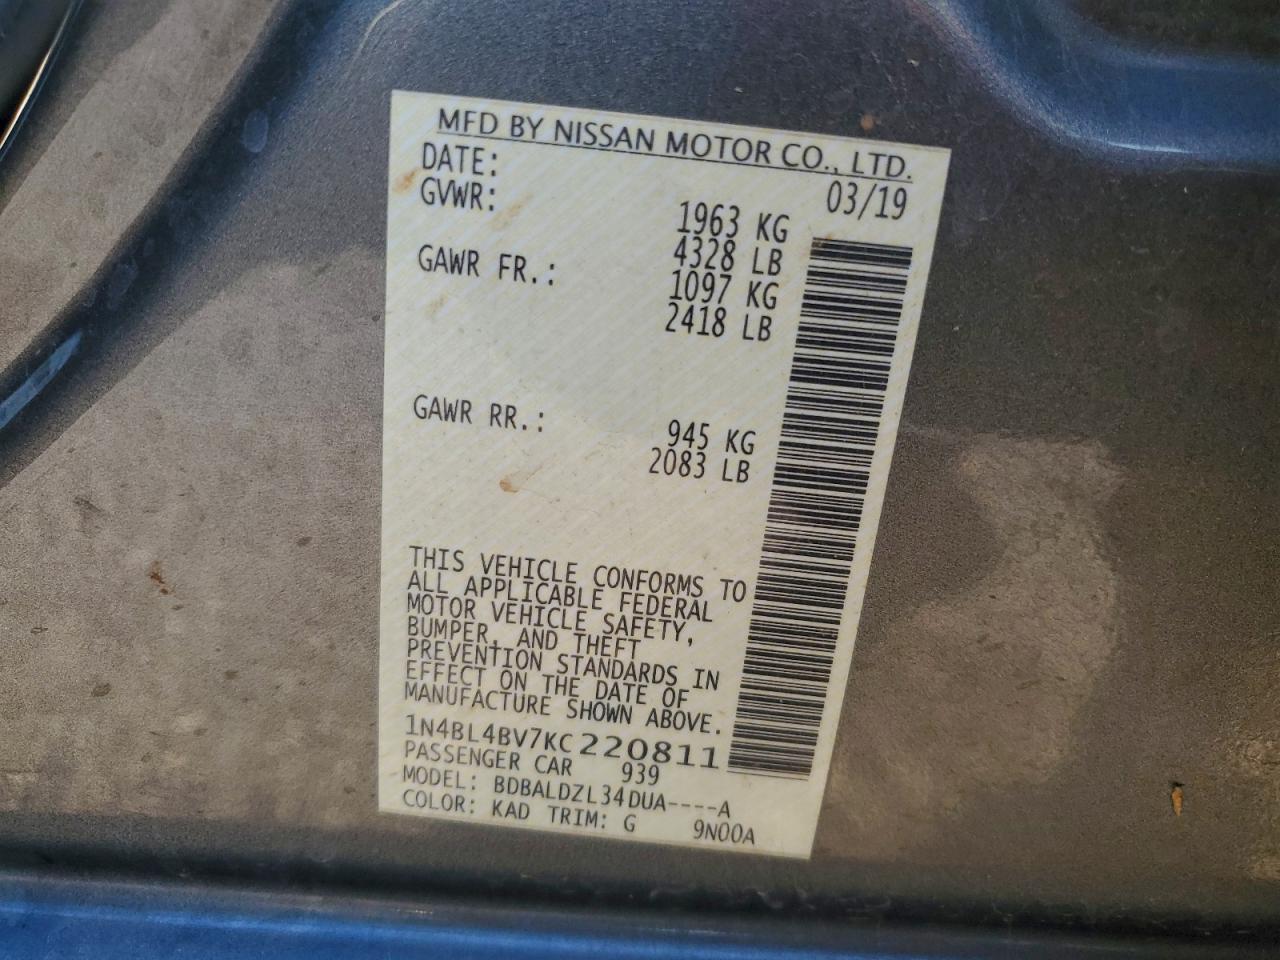 MFD BY NISSAN MOTOR CO., LTD.
DATE: 03/19
GVWR: 1963 KG
4328 LB
GAWR FR.: 1097 KG
2418 LB
GAWR RR.: 945 KG
2083 LB
THIS VEHICLE CONFORMS TO
ALL APPLICABLE FEDERAL
MOTOR VEHICLE SAFETY,
BUMPER, AND THEFT
PREVENTION STANDARDS IN
EFFECT ON THE DATE OF
MANUFACTURE SHOWN ABOVE.
1N4BL4BV7KC220811
PASSENGER CAR 939
MODEL: BDBALDZL34DUA----A
COLOR: KAD TRIM: G 9N00A